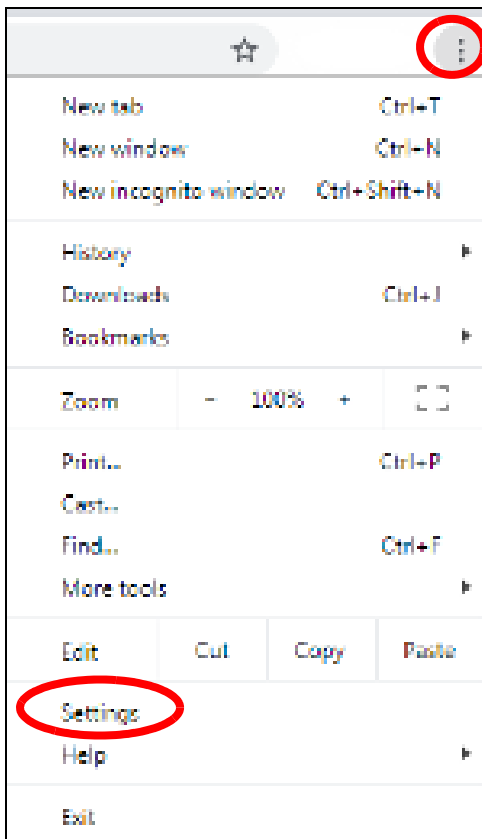 New tab Ctrl+T
New window Ctrl+N
New incognito window Ctrl+Shift+N
History
Downloads Ctrl+J
Bookmarks
Zoom - 100% +
Print... Ctrl+P
Cast...
Find... Ctrl+F
More tools
Edit Cut Copy Paste
Settings
Help
Exit